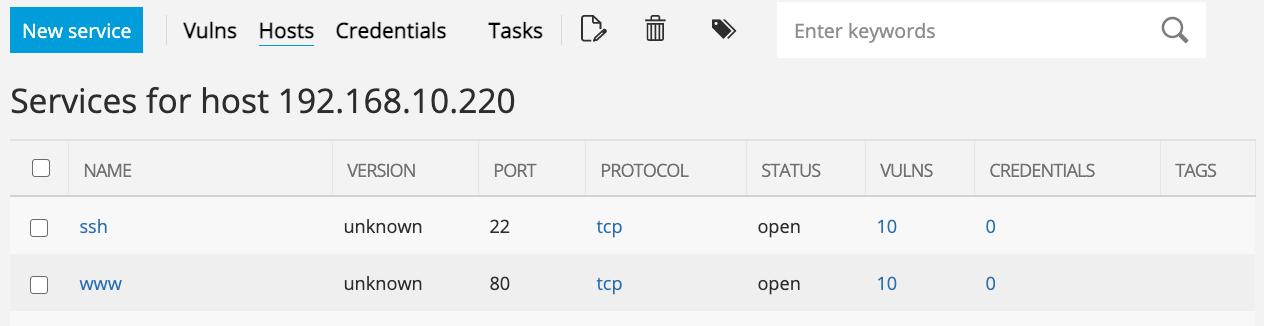 New service Vulns Hosts Credentials Tasks Enter keywords
Services for host 192.168.10.220
NAME VERSION PORT PROTOCOL STATUS VULNS CREDENTIALS TAGS
ssh unknown 22 tcp open 10 0
www unknown 80 tcp open 10 0